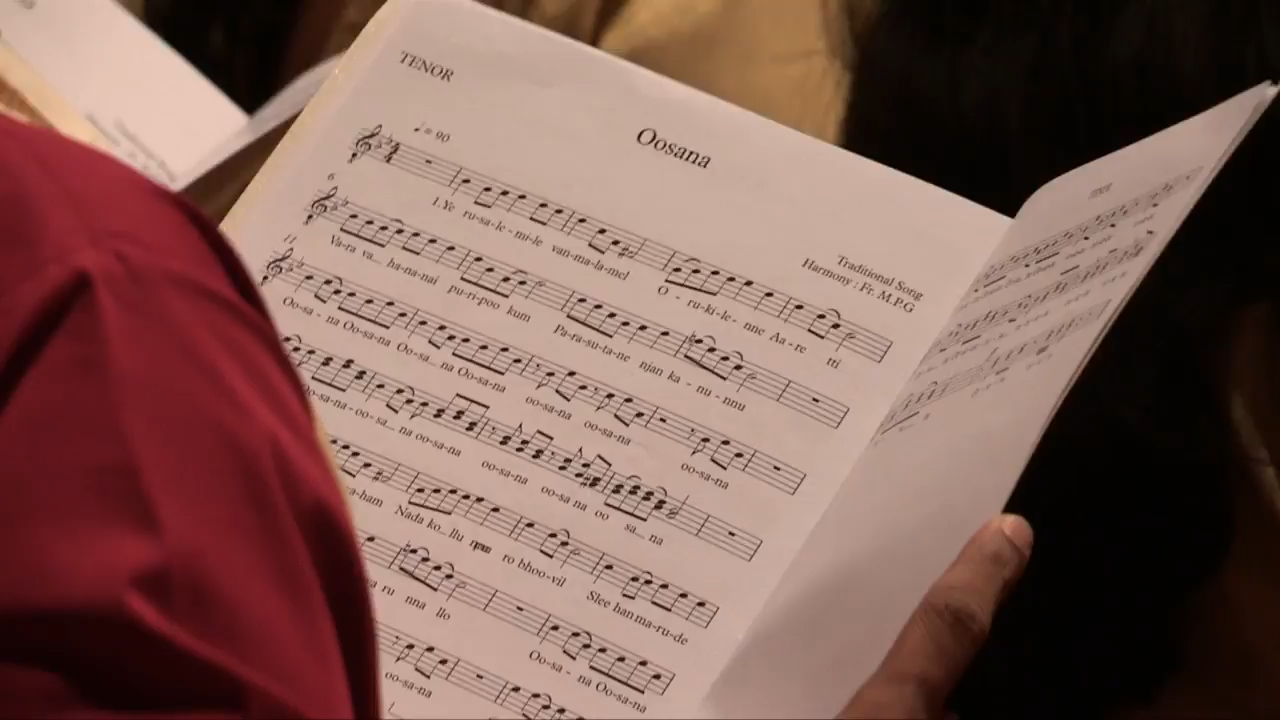 TENOR
Oosana
♩ = 90
Traditional Song
Harmony : Fr. M.P.G
1.Ye ru-sa-le-mi-le van-ma-la-mel O - ru-ki-le- nne Aa-re rti
6
Va-ra va... ha-na-nai pu-ri-poo kum Pa-ra-su-ta-ne njan ka - nu - nnu
11
Oo-sa - na Oo-sa-na Oo-sa... na Oo-sa-na oo-sa-na oo-sa-na oo-sa-na
oo-sa-na-oo-sa... na oo-sa-na oo-sa-na oo-sa na oo sa... na
a-ham Nada ko... llu ro bhoo-vil Slee han ma-ru-de
ru nna llo Oo-sa - na Oo-sa-na
oo-sa-na
TENOR